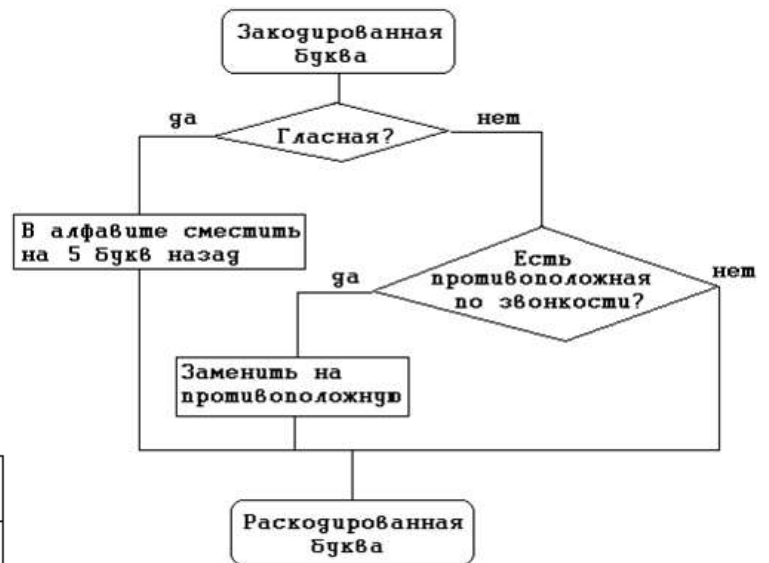 Закодированная
буква
да
нет
Гласная?
В алфавите сместить
на 5 букв назад
Есть
противоположная
по звонкости?
да
нет
Заменить на
противоположную
Раскодированная
буква